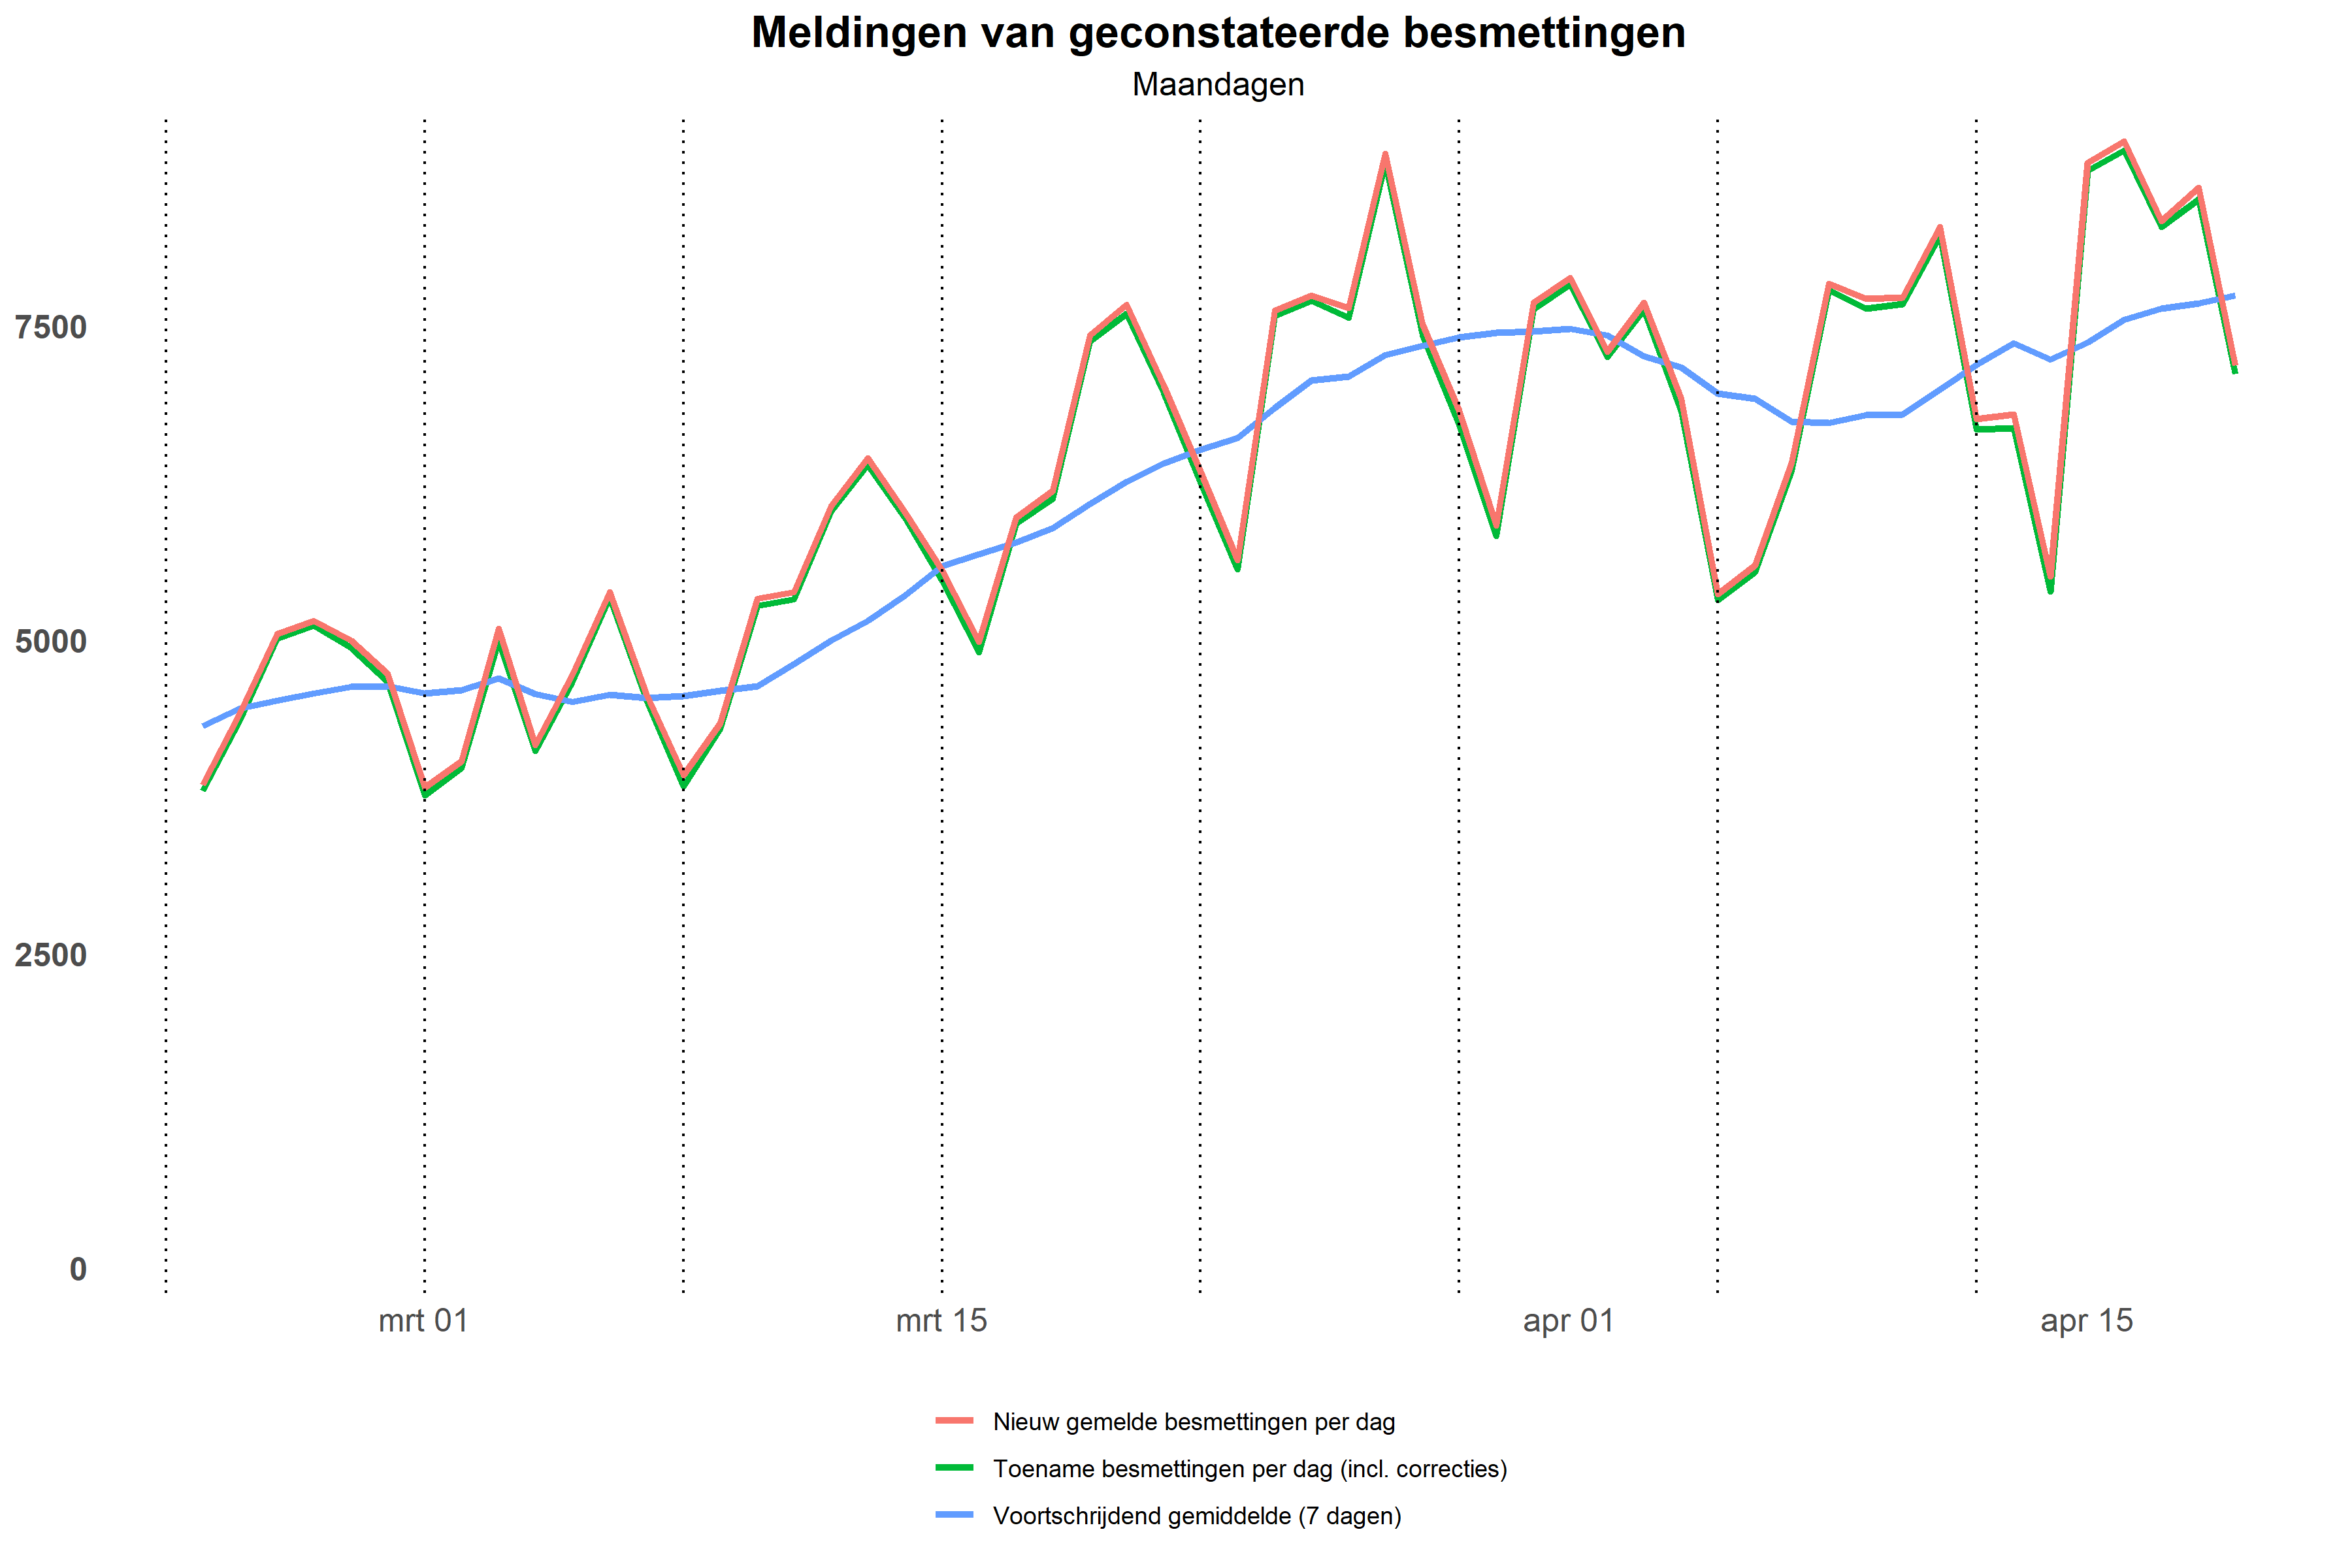 Meldingen van geconstateerde besmettingen
Maandagen
7500
5000
2500
0
mrt 01
mrt 15
apr 01
apr 15
Nieuw gemelde besmettingen per dag
Toename besmettingen per dag (incl. correcties)
Voortschrijdend gemiddelde (7 dagen)